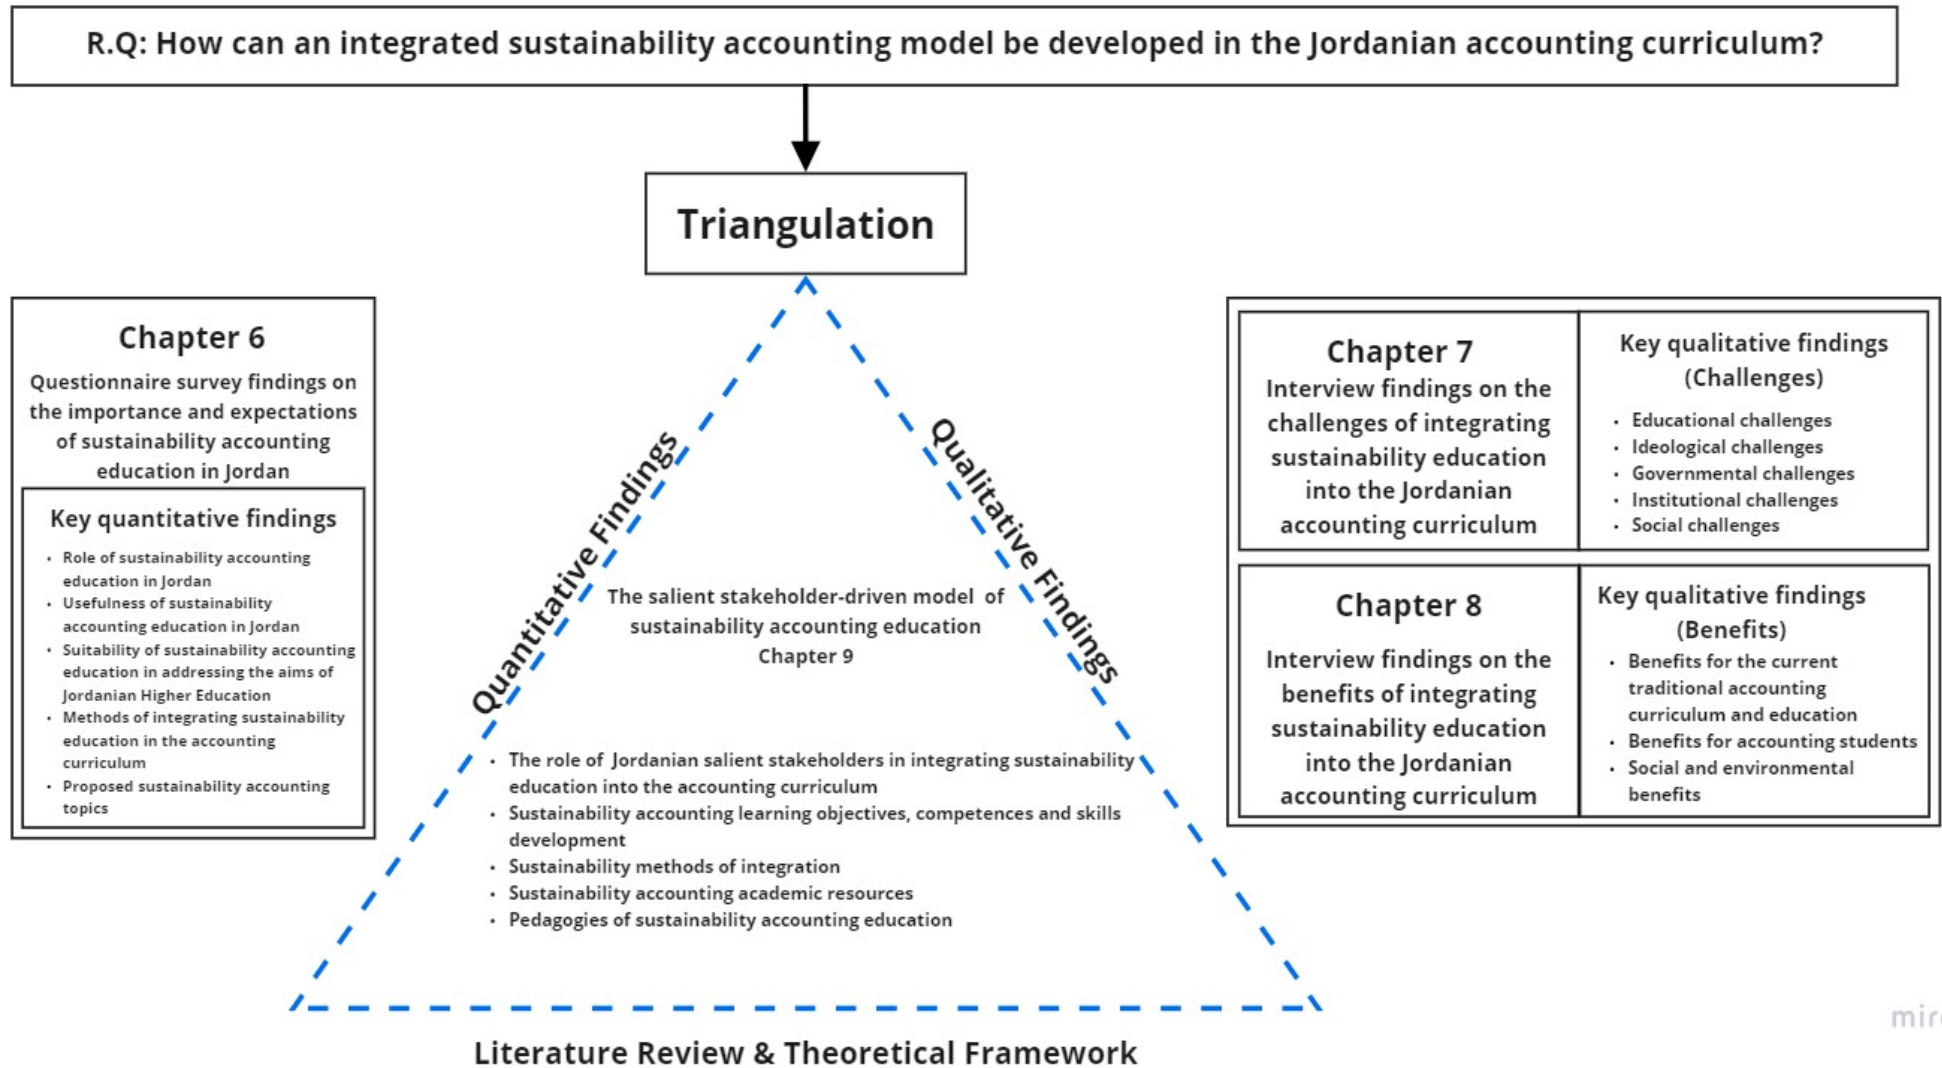 R.Q: How can an integrated sustainability accounting model be developed in the Jordanian accounting curriculum?
Triangulation
Chapter 6
Questionnaire survey findings on
the importance and expectations
of sustainability accounting
education in Jordan
Key quantitative findings
• Role of sustainability accounting
education in Jordan
• Usefulness of sustainability
accounting education in Jordan
• Suitability of sustainability accounting
education in addressing the aims of
Jordanian Higher Education
• Methods of integrating sustainability
education in the accounting
curriculum
• Proposed sustainability accounting
topics
Quantitative Findings
Qualitative Findings
The salient stakeholder-driven model of
sustainability accounting education
Chapter 9
• The role of Jordanian salient stakeholders in integrating sustainability
education into the accounting curriculum
• Sustainability accounting learning objectives, competences and skills
development
• Sustainability methods of integration
• Sustainability accounting academic resources
• Pedagogies of sustainability accounting education
Literature Review & Theoretical Framework
Chapter 7
Interview findings on the
challenges of integrating
sustainability education
into the Jordanian
accounting curriculum
Key qualitative findings
(Challenges)
• Educational challenges
• Ideological challenges
• Governmental challenges
• Institutional challenges
• Social challenges
Chapter 8
Interview findings on the
benefits of integrating
sustainability education
into the Jordanian
accounting curriculum
Key qualitative findings
(Benefits)
• Benefits for the current
traditional accounting
curriculum and education
• Benefits for accounting students
• Social and environmental
benefits